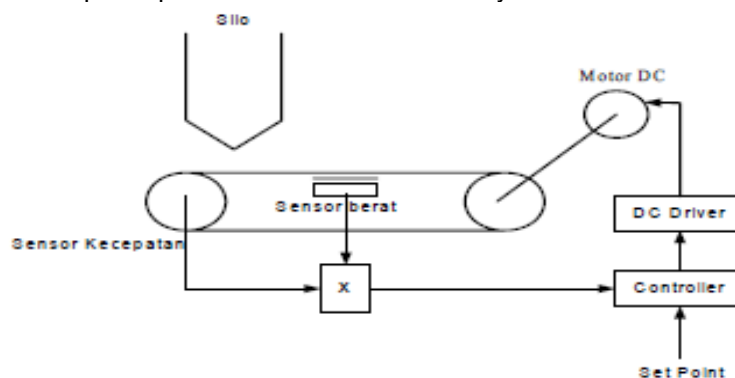 Silo
Motor DC
Sensor berat
DC Driver
Sensor Kecepatan
X
Controller
Set Point